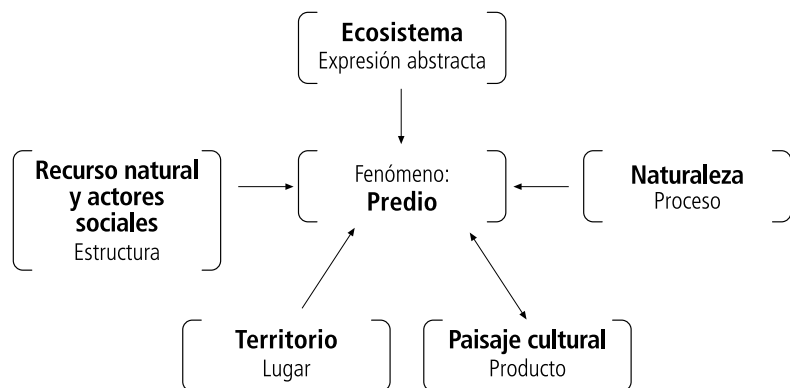 Ecosistema
Expresión abstracta
Recurso natural
y actores
sociales
Estructura
Fenómeno:
Predio
Naturaleza
Proceso
Territorio
Lugar
Paisaje cultural
Producto